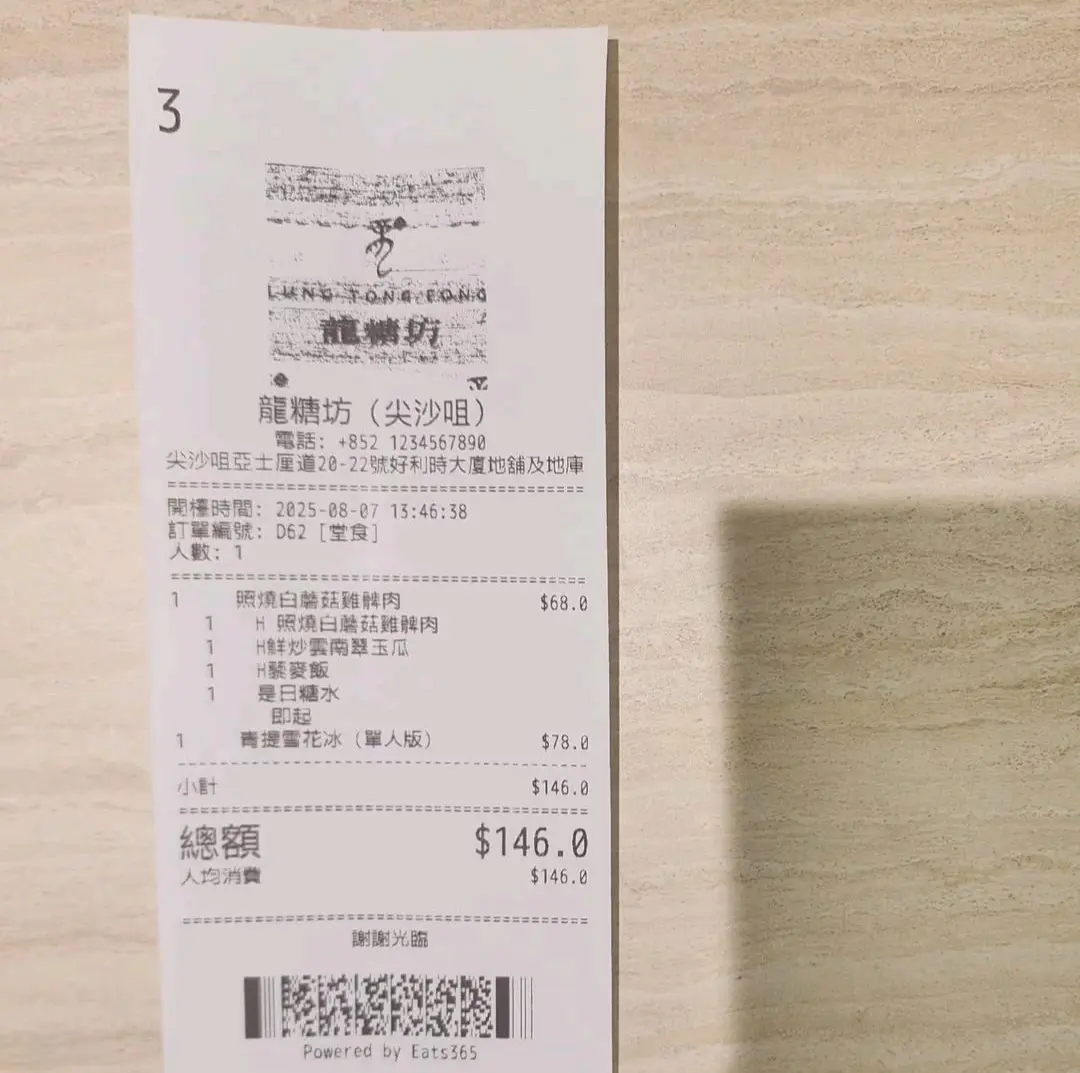 3
LUNG TONG FONG
龍糖坊
龍糖坊 (尖沙咀)
電話: +852 1234567890
尖沙咀亞士厘道20-22號好利時大廈地舖及地庫
開檯時間: 2025-08-07 13:46:38
訂單編號: D62 [堂食]
人數: 1
1 照燒白蘑菇雞髀肉 $68.0
1 H 照燒白蘑菇雞髀肉
1 H鮮炒雲南翠玉瓜
1 H藜麥飯
1 是日糖水
即起
1 青提雪花冰 (單人版) $78.0
小計 $146.0
總額 $146.0
人均消費 $146.0
謝謝光臨
Powered by Eats365